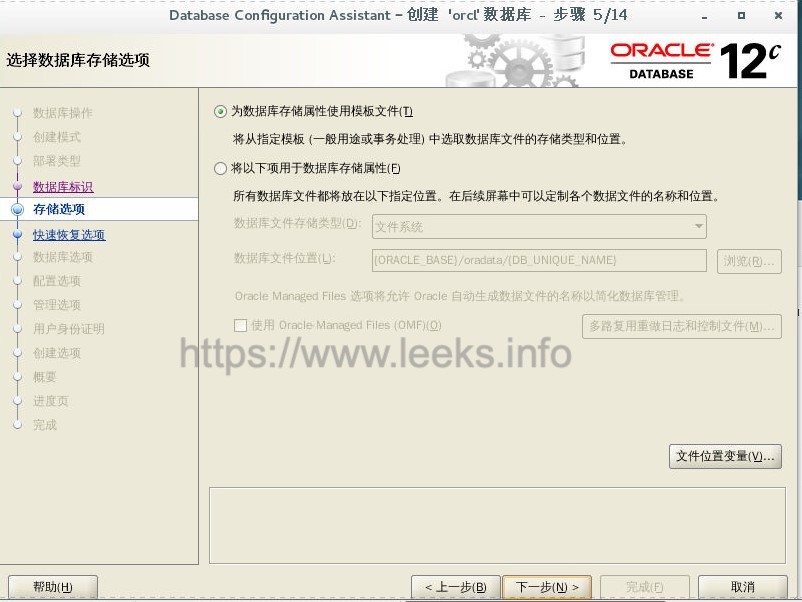 Database Configuration Assistant - 创建 'orcl' 数据库 - 步骤 5/14
选择数据库存储选项
ORACLE
DATABASE
12c
数据库操作
创建模式
部署类型
数据库标识
存储选项
快速恢复选项
数据库选项
配置选项
管理选项
用户身份证明
创建选项
概要
进度页
完成
为数据库存储属性使用模板文件(T)
将从指定模板 (一般用途或事务处理) 中选取数据库文件的存储类型和位置。
将以下项用于数据库存储属性(F)
所有数据库文件都将放在以下指定位置。在后续屏幕中可以定制各个数据文件的名称和位置。
数据库文件存储类型(D): 文件系统
数据库文件位置(L): {ORACLE_BASE}/oradata/{DB_UNIQUE_NAME} 浏览(R)...
Oracle Managed Files 选项将允许 Oracle 自动生成数据文件的名称以简化数据库管理。
使用 Oracle-Managed Files (OMF)(O) 多路复用重做日志和控制文件(M)...
https://www.leeks.info
文件位置变量(V)...
帮助(H) < 上一步(B) 下一步(N) > 完成(F) 取消